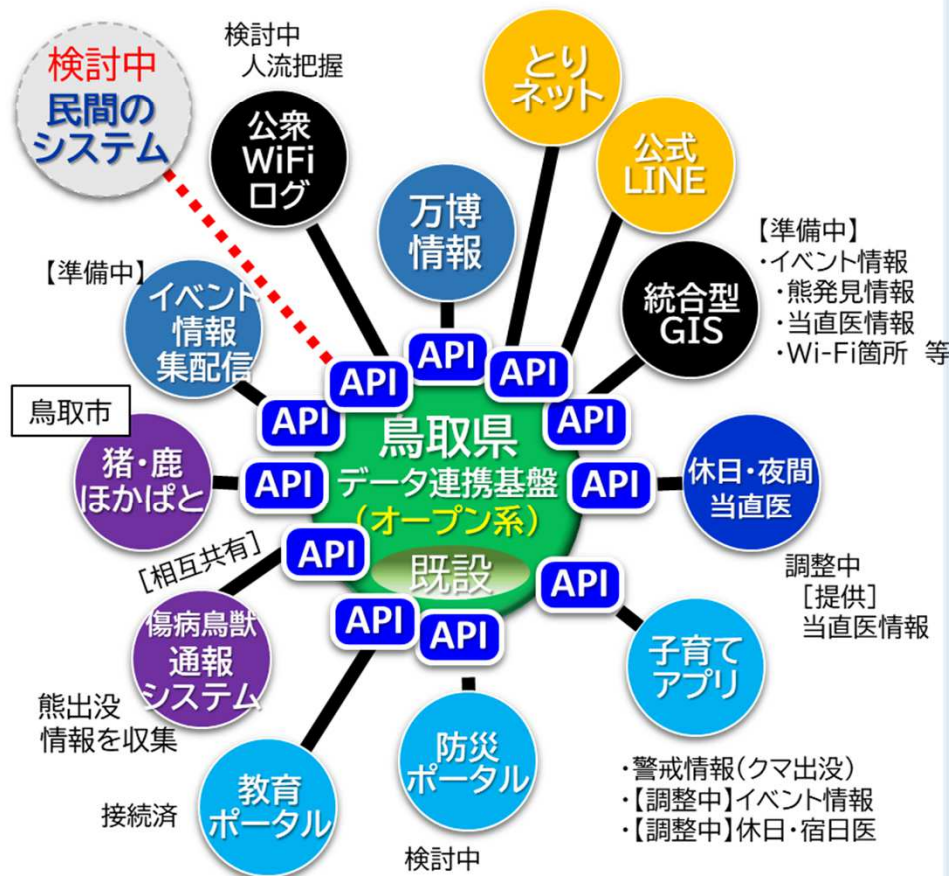 検討中
民間の
システム
検討中
人流把握
公衆
WiFi
ログ
とり
ネット
公式
LINE
万博
情報
【準備中】
イベント
情報
集配信
【準備中】
・イベント情報
・熊発見情報
・当直医情報
・Wi-Fi箇所 等
統合型
GIS
API
API
API
API
API
鳥取市
猪・鹿
ほかぱと
API
鳥取県
データ連携基盤
(オープン系)
既設
API
休日・夜間
当直医
調整中
[提供]
当直医情報
[相互共有]
API
API
API
API
傷病鳥獣
通報
システム
熊出没
情報を収集
子育て
アプリ
・警戒情報(クマ出没)
・【調整中】イベント情報
・【調整中】休日・宿日医
教育
ポータル
接続済
防災
ポータル
検討中